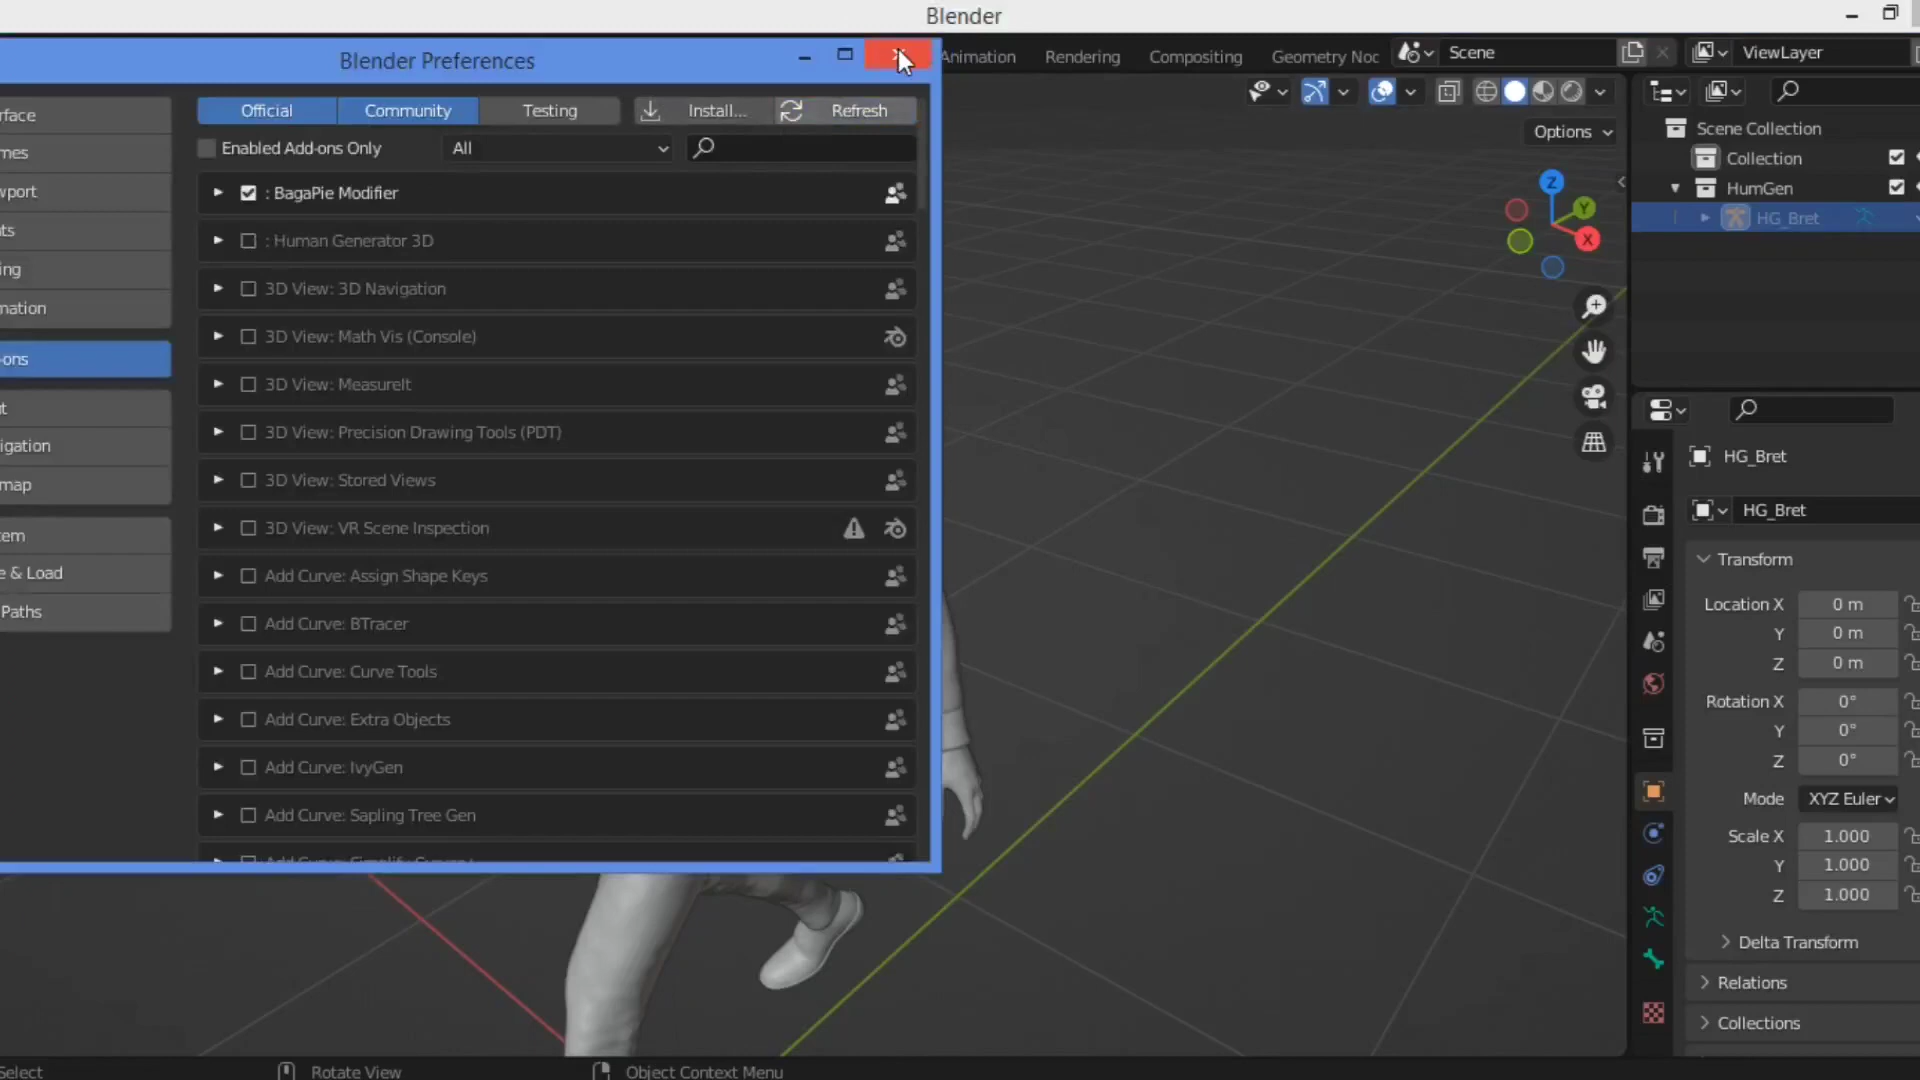 Blender
Blender Preferences
Animation Rendering Compositing Geometry Noc Scene ViewLayer
rface
mes
wport
ts
ing
mation
-ons
t
igation
map
tem
e & Load
Paths
Official Community Testing Install... Refresh
Enabled Add-ons Only All
: BagaPie Modifier
: Human Generator 3D
3D View: 3D Navigation
3D View: Math Vis (Console)
3D View: MeasureIt
3D View: Precision Drawing Tools (PDT)
3D View: Stored Views
3D View: VR Scene Inspection
Add Curve: Assign Shape Keys
Add Curve: BTracer
Add Curve: Curve Tools
Add Curve: Extra Objects
Add Curve: IvyGen
Add Curve: Sapling Tree Gen
Options
Z
Y
X
Scene Collection
Collection
HumGen
HG_Bret
HG_Bret
HG_Bret
Transform
Location X 0 m
Y 0 m
Z 0 m
Rotation X 0°
Y 0°
Z 0°
Mode XYZ Euler
Scale X 1.000
Y 1.000
Z 1.000
Delta Transform
Relations
Collections
Select Rotate View Object Context Menu